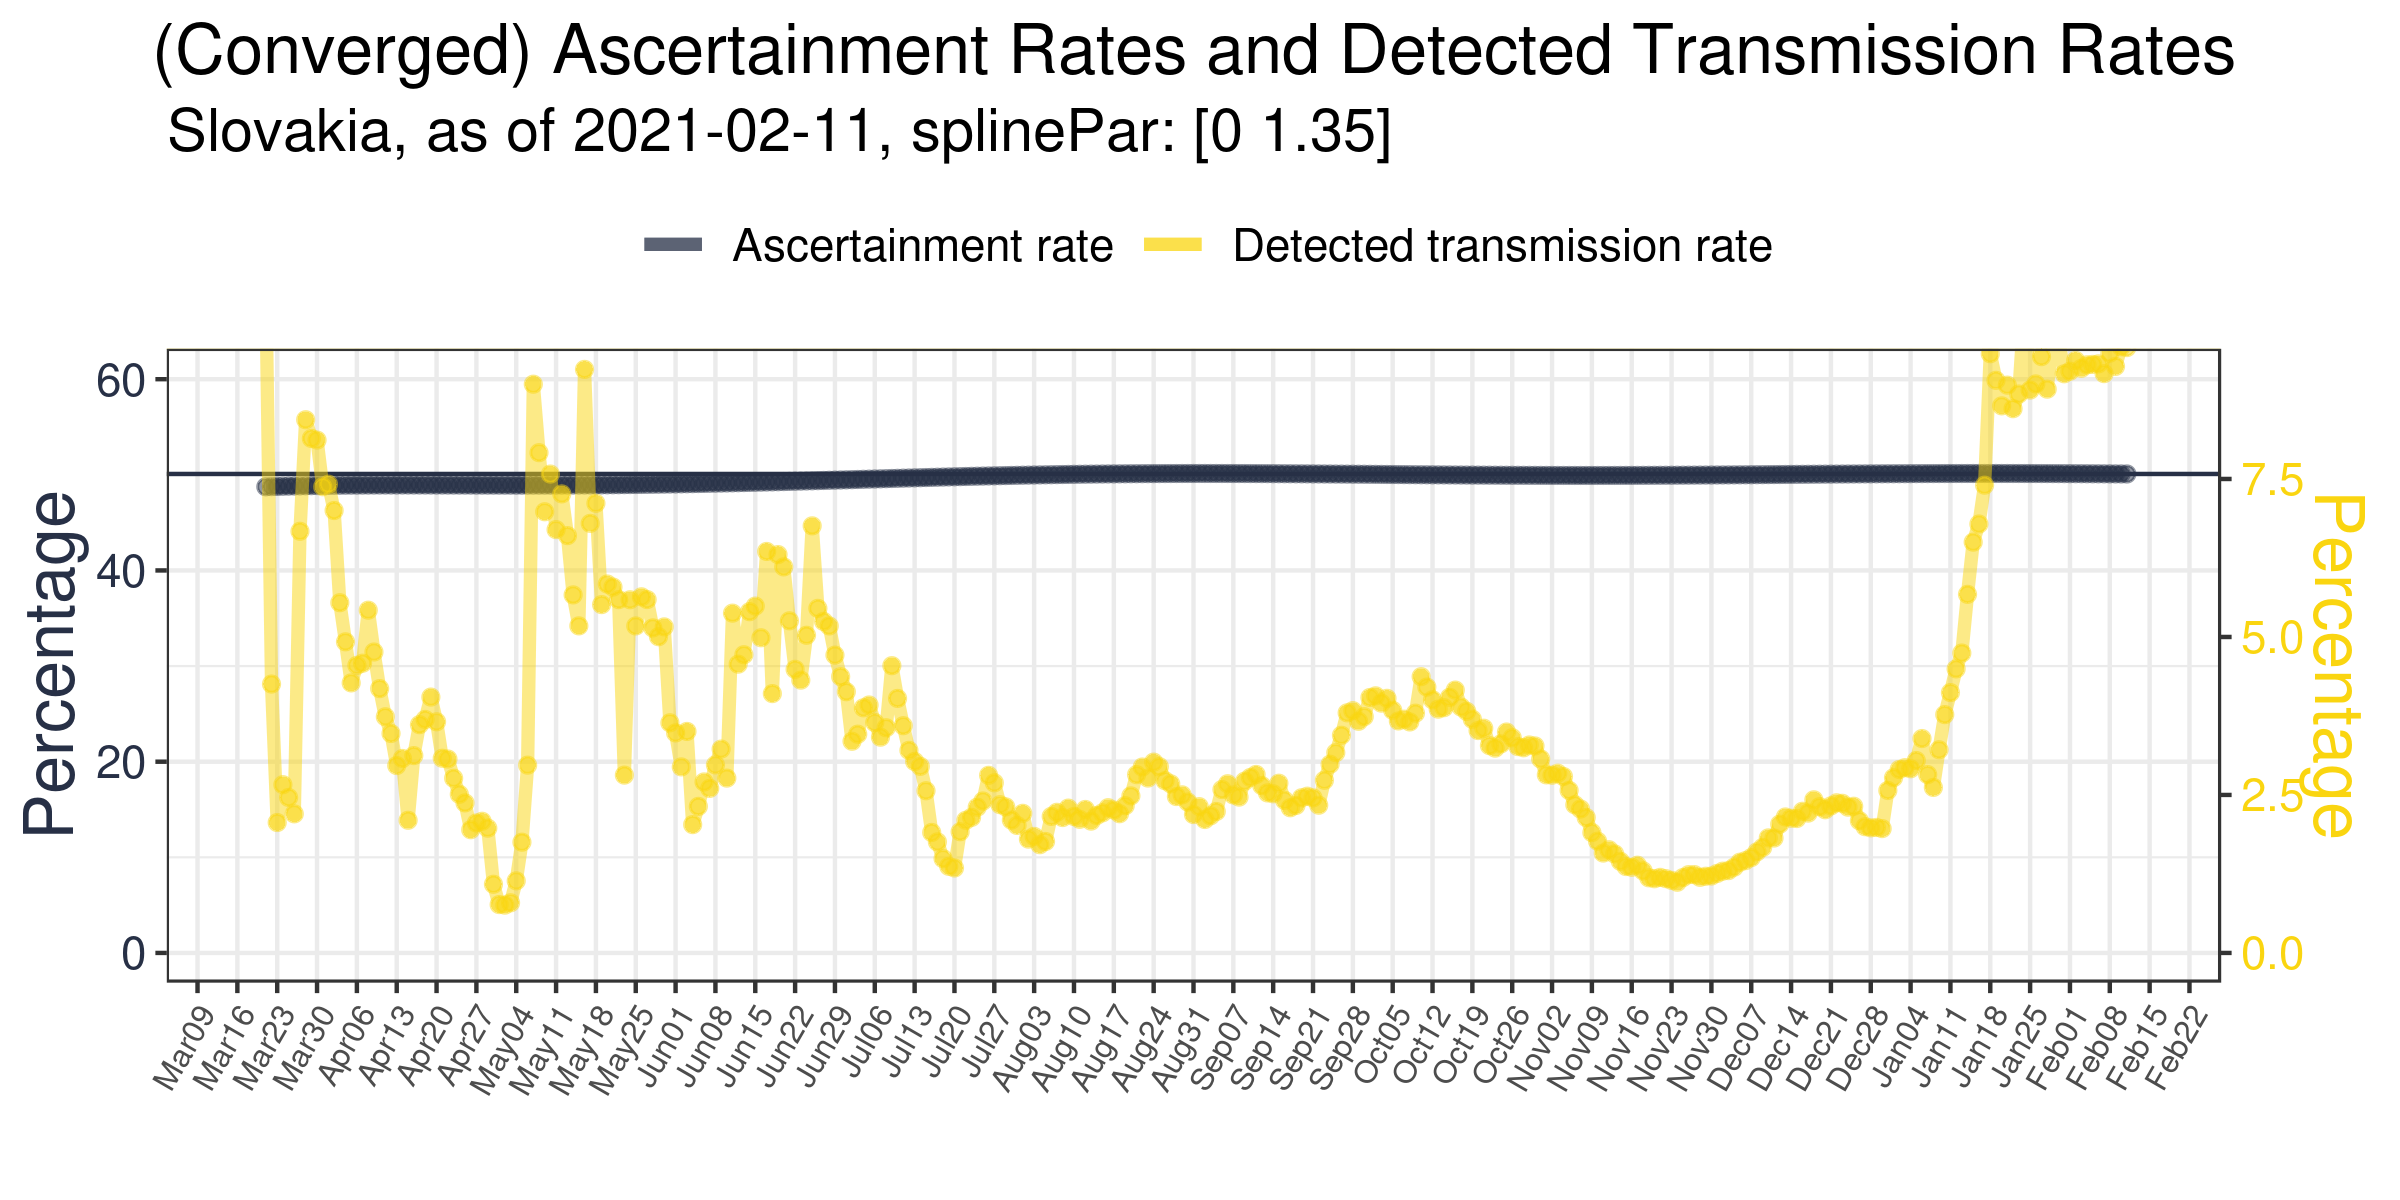 (Converged) Ascertainment Rates and Detected Transmission Rates
Slovakia, as of 2021-02-11, splinePar: [0 1.35]
Ascertainment rate
Detected transmission rate
Percentage
60
40
20
0
7.5
5.0
2.5
0.0
Percentage
Mar09
Mar16
Mar23
Mar30
Apr06
Apr13
Apr20
Apr27
May04
May11
May18
May25
Jun01
Jun08
Jun15
Jun22
Jun29
Jul06
Jul13
Jul20
Jul27
Aug03
Aug10
Aug17
Aug24
Aug31
Sep07
Sep14
Sep21
Sep28
Oct05
Oct12
Oct19
Oct26
Nov02
Nov09
Nov16
Nov23
Nov30
Dec07
Dec14
Dec21
Dec28
Jan04
Jan11
Jan18
Jan25
Feb01
Feb08
Feb15
Feb22